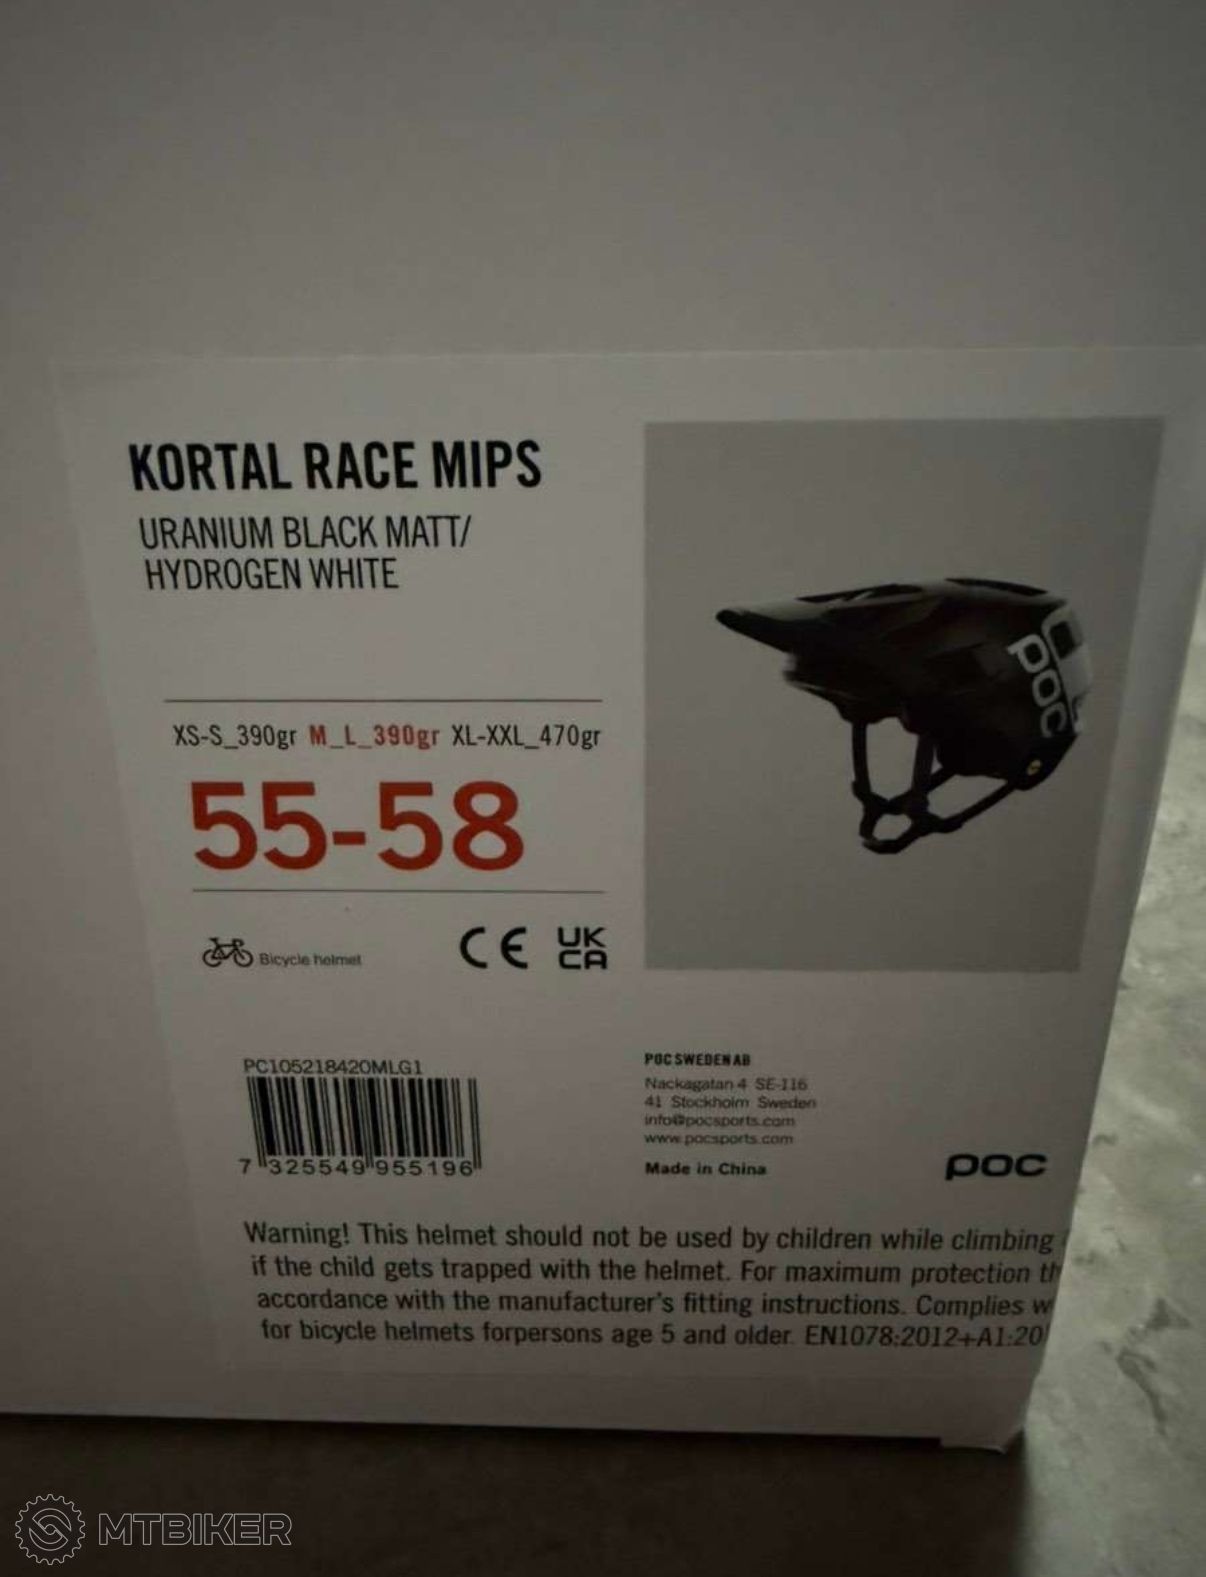 KORTAL RACE MIPS
URANIUM BLACK MATT/
HYDROGEN WHITE
XS-S_390gr M_L_390gr XL-XXL_470gr
55-58
Bicycle helmet
CE UK
CA
POC
PC105218420MLG1
7 325549 955196
POC SWEDEN AB
Nackagatan 4 SE-116
41 Stockholm Sweden
info@pocsports.com
www.pocsports.com
Made in China
POC
Warning! This helmet should not be used by children while climbing
if the child gets trapped with the helmet. For maximum protection th
accordance with the manufacturer's fitting instructions. Complies w
for bicycle helmets forpersons age 5 and older. EN1078:2012+A1:20
MTBIKER